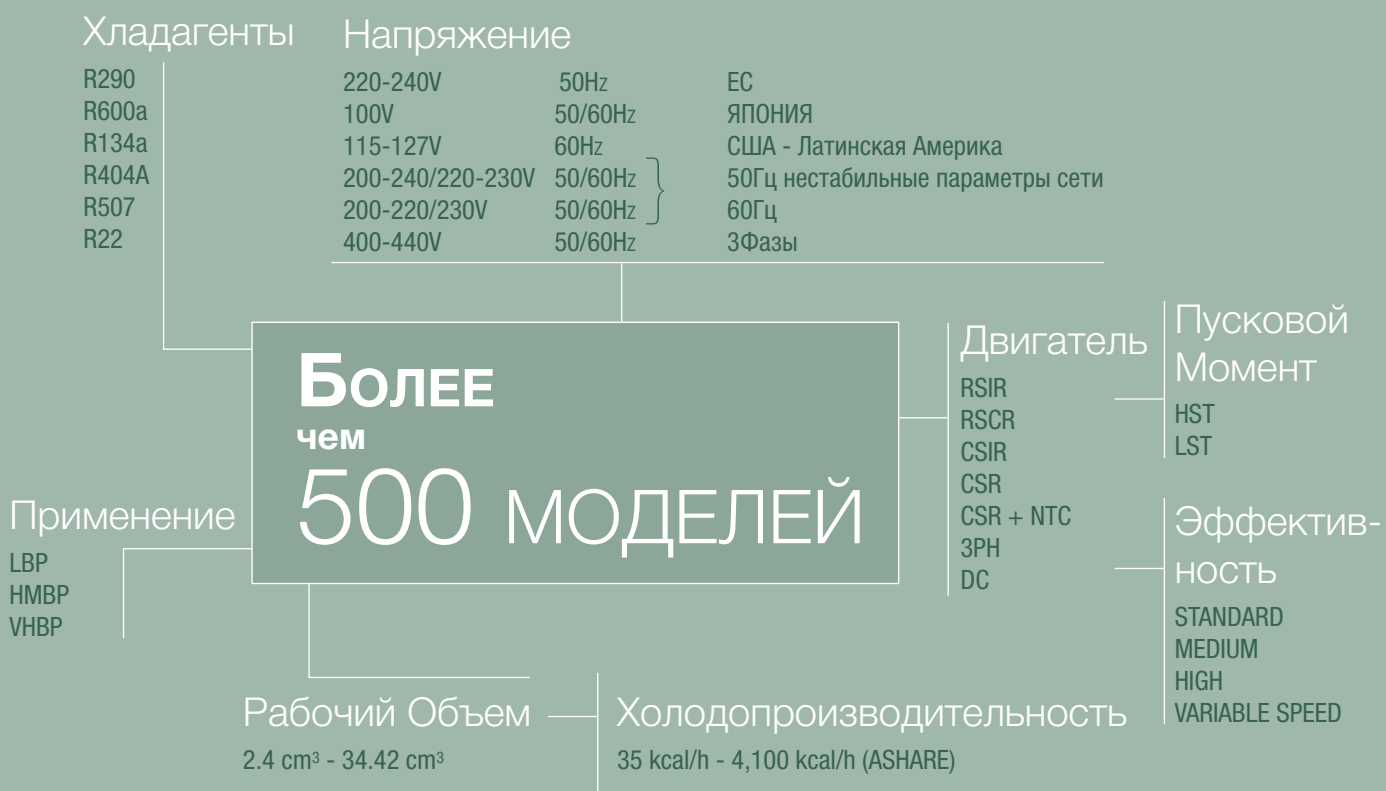 Хладагенты
R290
R600a
R134a
R404A
R507
R22
Напряжение
220-240V 50Hz ЕС
100V 50/60Hz ЯПОНИЯ
115-127V 60Hz США - Латинская Америка
200-240/220-230V 50/60Hz 50Гц нестабильные параметры сети
200-220/230V 50/60Hz 60Гц
400-440V 50/60Hz 3Фазы
БОЛЕЕ
чем
500 МОДЕЛЕЙ
Двигатель
RSIR
RSCR
CSIR
CSR
CSR + NTC
3PH
DC
Пусковой
Момент
HST
LST
Эффектив-
ность
STANDARD
MEDIUM
HIGH
VARIABLE SPEED
Применение
LBP
HMBP
VHBP
Рабочий Объем
2.4 cm³ - 34.42 cm³
Холодопроизводительность
35 kcal/h - 4,100 kcal/h (ASHARE)